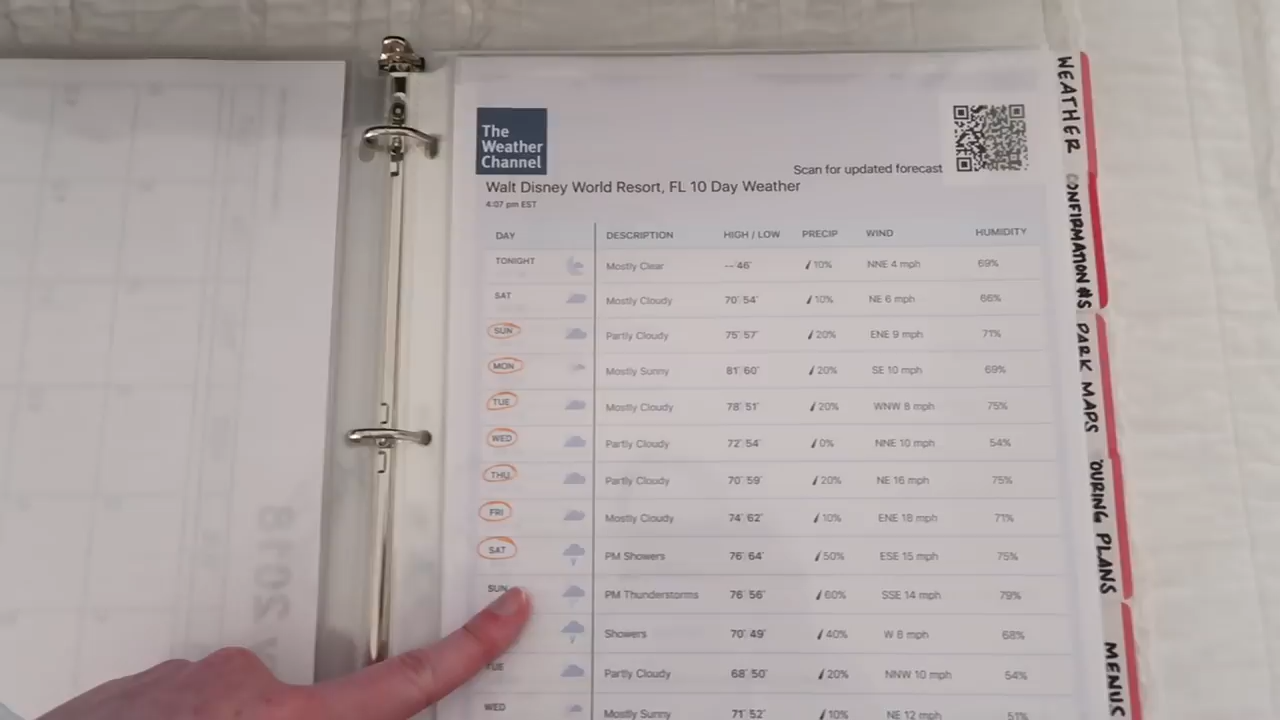 The
Weather
Channel
Scan for updated forecast
Walt Disney World Resort, FL 10 Day Weather
4:07 pm EST
DAY DESCRIPTION HIGH / LOW PRECIP WIND HUMIDITY
TONIGHT Mostly Clear --°46° 10% NNE 4 mph 69%
SAT Mostly Cloudy 70° 54° 10% NE 6 mph 66%
SUN Partly Cloudy 75° 57° 20% ENE 9 mph 71%
MON Mostly Sunny 81° 60° 20% SE 10 mph 69%
TUE Mostly Cloudy 78° 51° 20% WNW 8 mph 75%
WED Partly Cloudy 72° 54° 0% NNE 10 mph 54%
THU Partly Cloudy 70° 59° 20% NE 16 mph 75%
FRI Mostly Cloudy 74° 62° 10% ENE 18 mph 71%
SAT PM Showers 76° 64° 50% ESE 15 mph 75%
SUN PM Thunderstorms 76° 56° 60% SSE 14 mph 79%
Showers 70° 49° 40% W 8 mph 68%
TUE Partly Cloudy 68° 50° 20% NNW 10 mph 54%
WED Mostly Sunny 71° 52° 10% NE 12 mph 51%
WEATHER
CONFIRMATION #S
PARK MAPS
TOURING PLANS
MENUS
2018